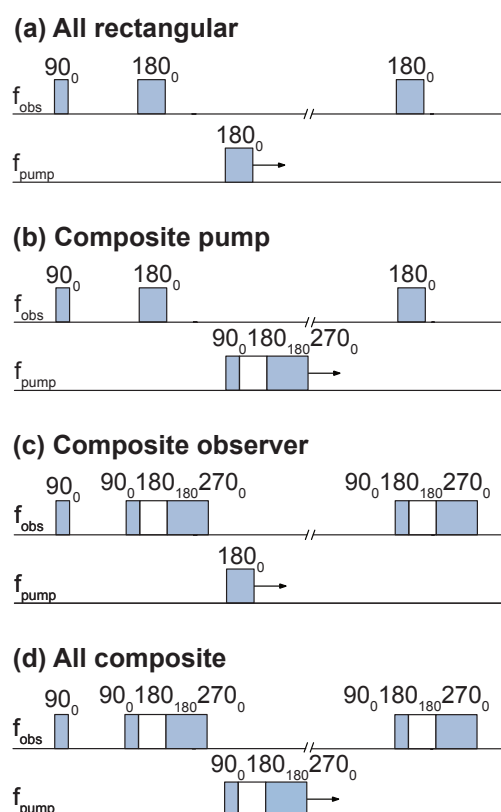 (a) All rectangular
90₀ 180₀ 180₀
f_obs
180₀
f_pump
(b) Composite pump
90₀ 180₀ 180₀
f_obs
90₀180₁₈₀270₀
f_pump
(c) Composite observer
90₀ 90₀180₁₈₀270₀ 90₀180₁₈₀270₀
f_obs
180₀
f_pump
(d) All composite
90₀ 90₀180₁₈₀270₀ 90₀180₁₈₀270₀
f_obs
90₀180₁₈₀270₀
f_pump